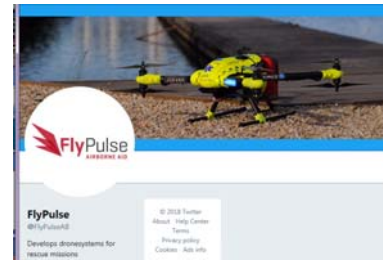 FlyPulse
AIRBORNE AID
FlyPulse
@FlyPulseAB
Develops dronesystems for
rescue missions
© 2018 Twitter
About Help Center
Terms
Privacy policy
Cookies Ads info